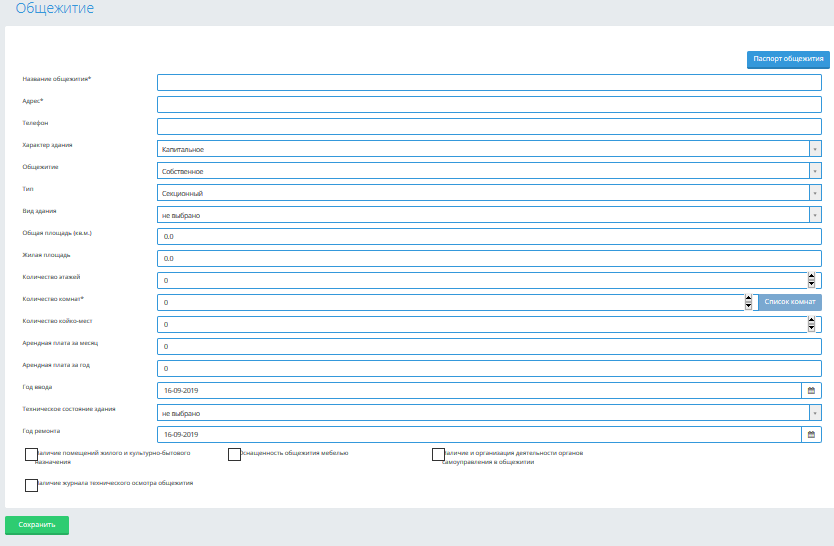 Общежитие
Паспорт общежития
Название общежития*
Адрес*
Телефон
Характер здания
Капитальное
Общежитие
Собственное
Тип
Секционный
Вид здания
не выбрано
Общая площадь (кв.м.)
0.0
Жилая площадь
0.0
Количество этажей
0
Количество комнат*
0
Список комнат
Количество койко-мест
0
Арендная плата за месяц
0
Арендная плата за год
0
Год ввода
16-09-2019
Техническое состояние здания
не выбрано
Год ремонта
16-09-2019
Наличие помещений жилого и культурно-бытового
назначения
Оснащенность общежития мебелью
Наличие и организация деятельности органов
самоуправления в общежитии
Наличие журнала технического осмотра общежития
Сохранить